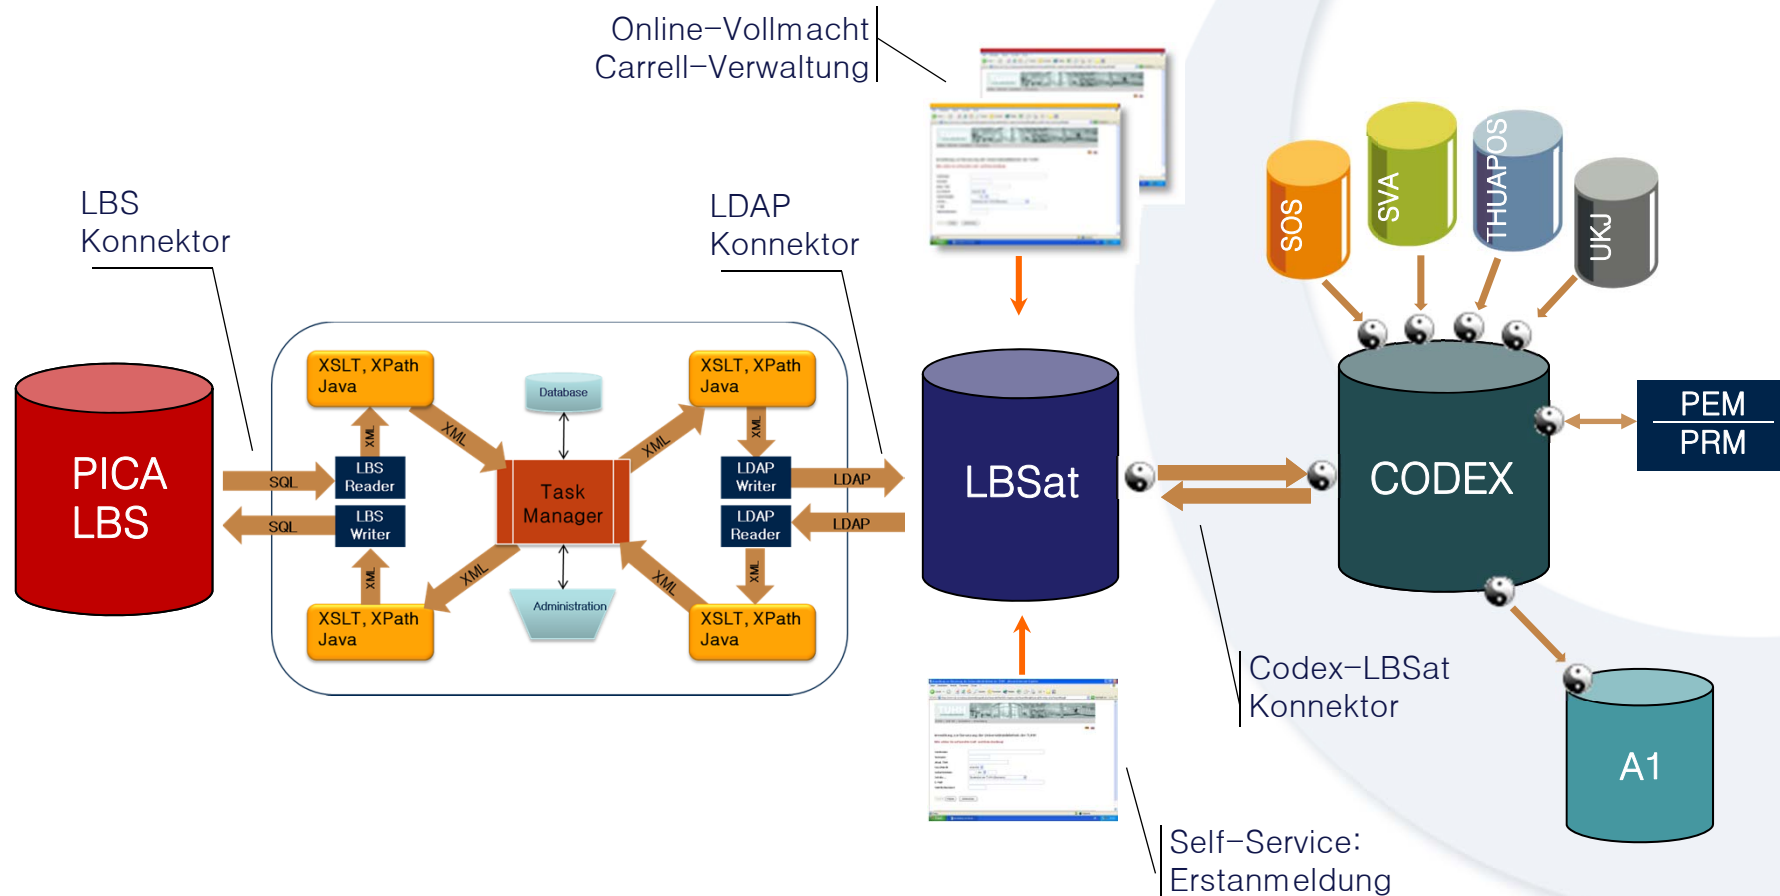 Online-Vollmacht
Carrell-Verwaltung
LBS
Konnektor
LDAP
Konnektor
SOS
SVA
THUAPOS
UKJ
PICA
LBS
XSLT, XPath
Java
XSLT, XPath
Java
Database
XML
XML
XML
XML
SQL
LBS
Reader
Task
Manager
LDAP
Writer
LDAP
SQL
LBS
Writer
LDAP
Reader
LDAP
XML
XML
XML
XML
XSLT, XPath
Java
Administration
XSLT, XPath
Java
LBSat
CODEX
PEM
PRM
Codex-LBSat
Konnektor
A1
TUHH
Self-Service:
Erstanmeldung